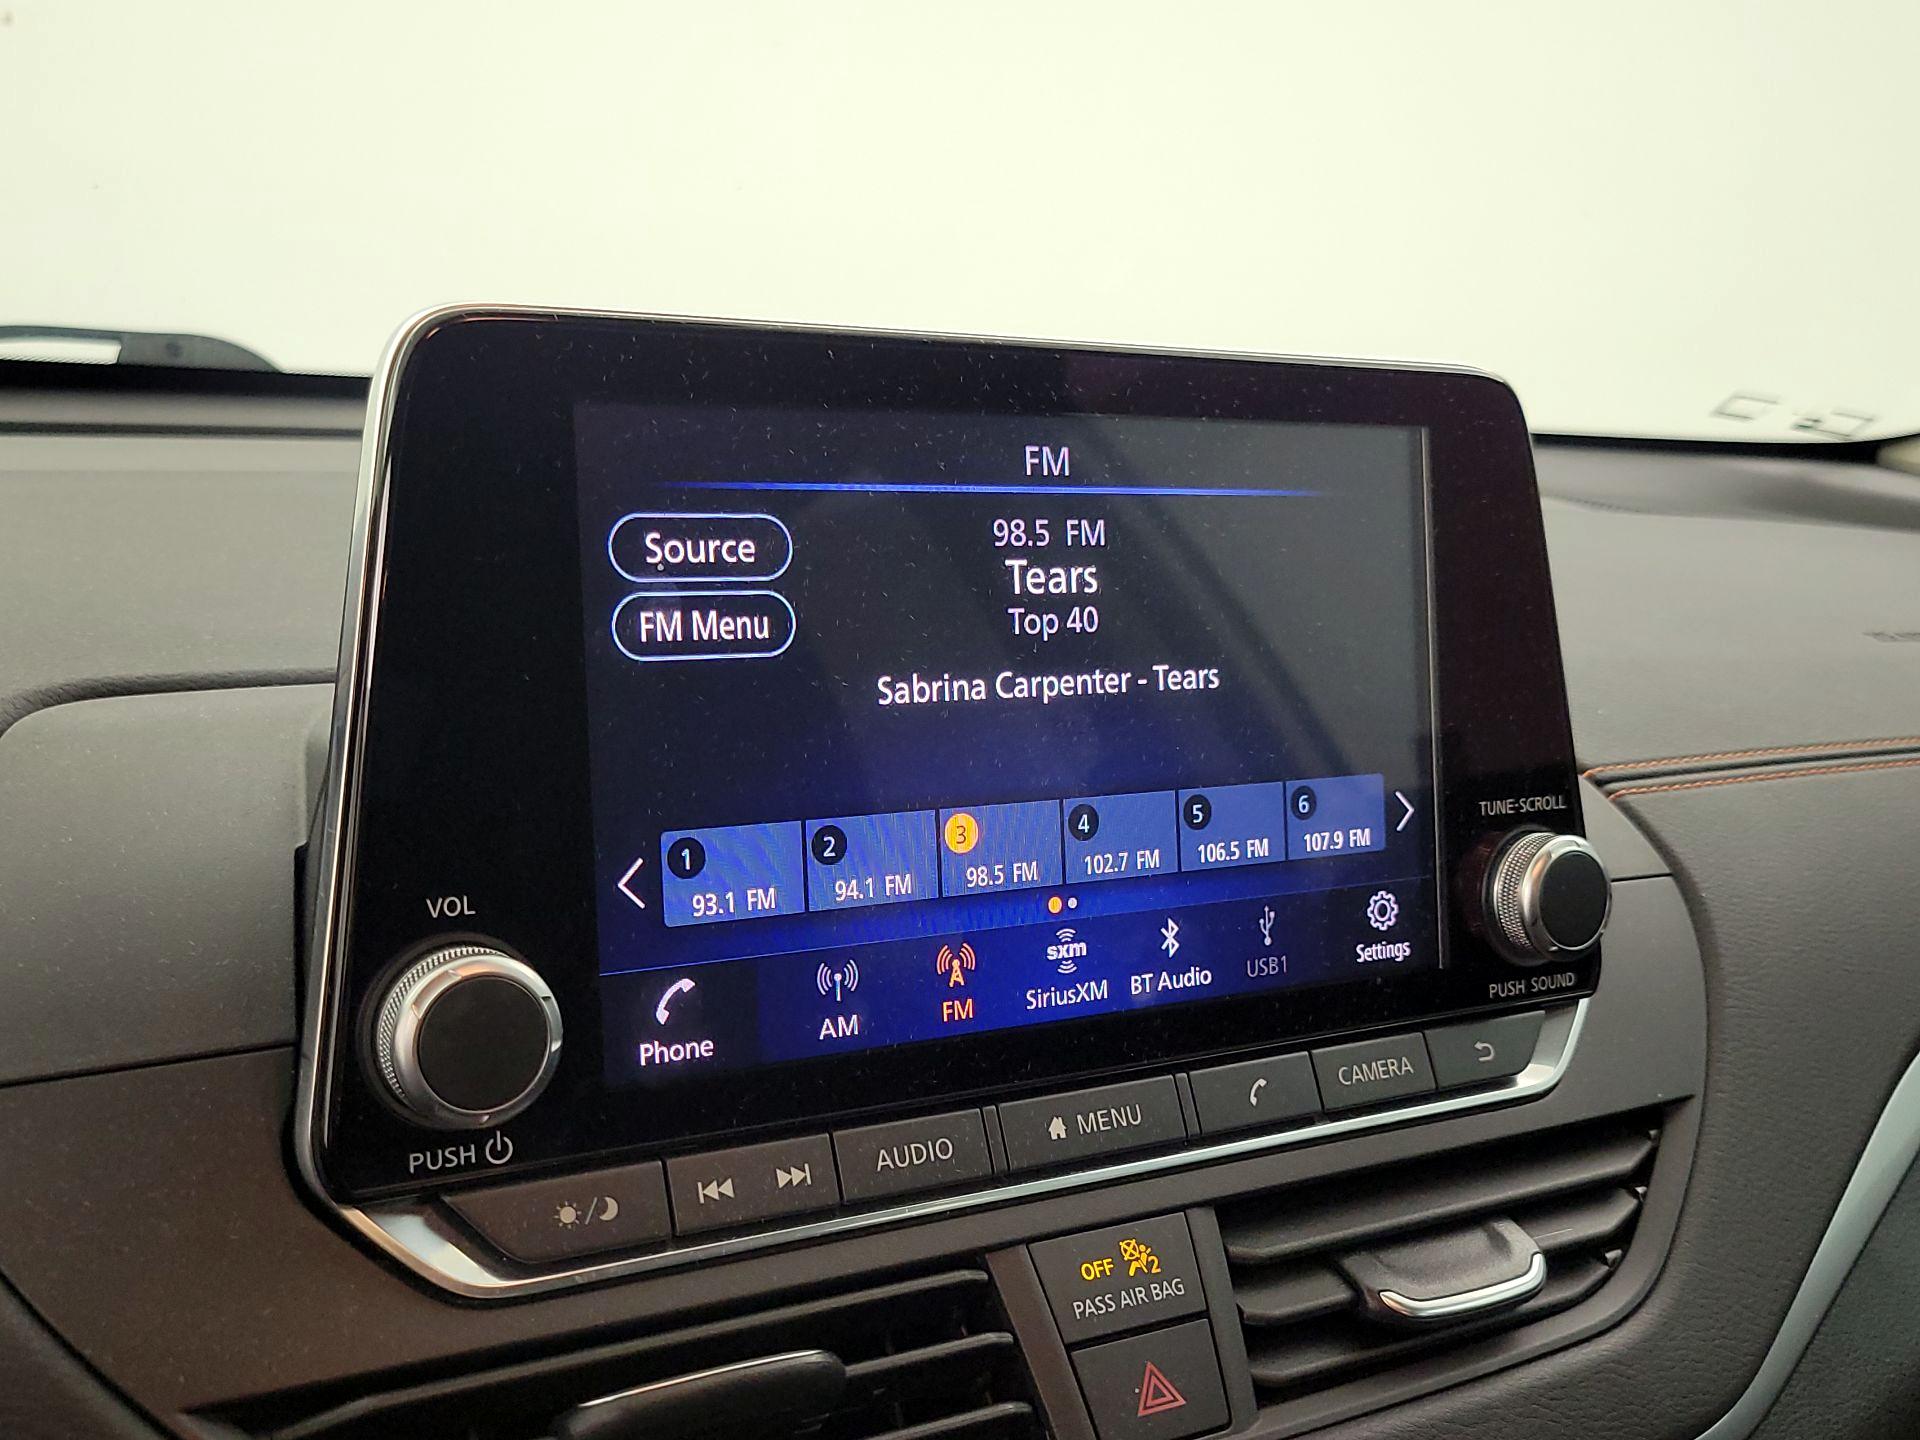 FM
Source
98.5 FM
Tears
FM Menu
Top 40
Sabrina Carpenter - Tears
1
93.1 FM
2
94.1 FM
3
98.5 FM
4
102.7 FM
5
106.5 FM
6
107.9 FM
Phone
AM
FM
sxm
SiriusXM
BT Audio
USB1
Settings
VOL
PUSH
TUNE·SCROLL
PUSH SOUND
AUDIO
MENU
CAMERA
OFF 2
PASS AIR BAG